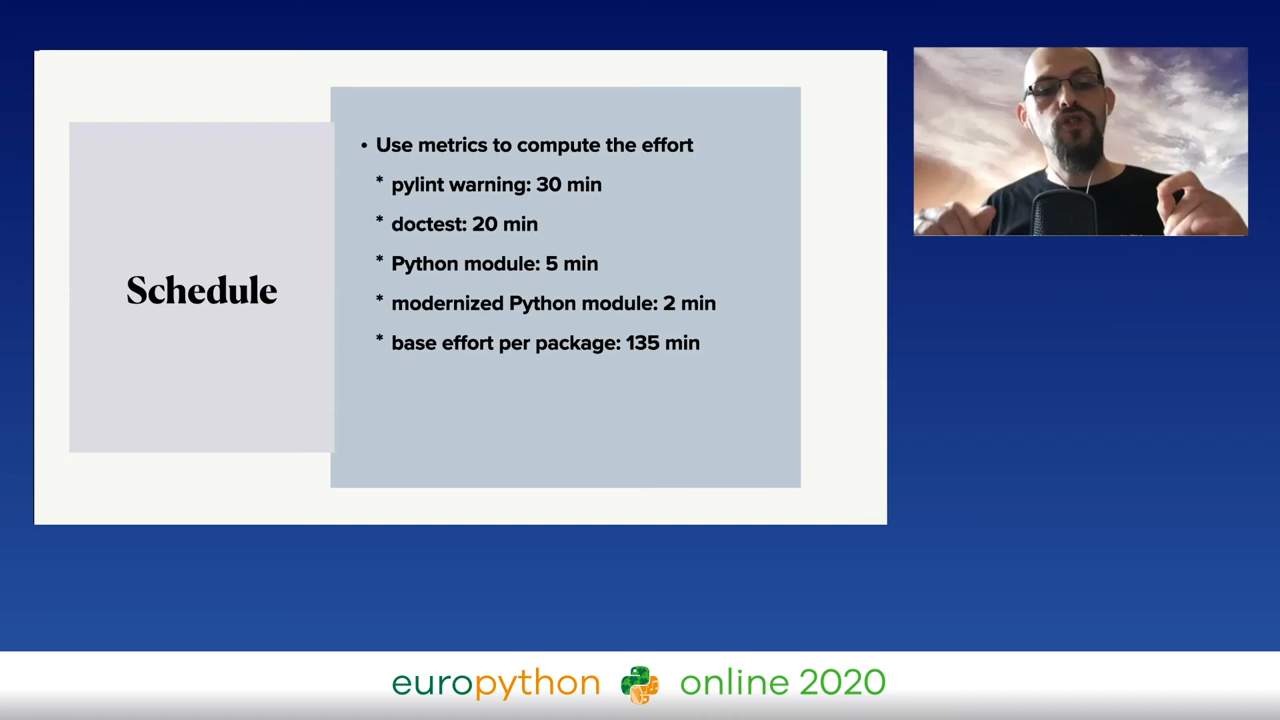 Schedule
• Use metrics to compute the effort
* pylint warning: 30 min
* doctest: 20 min
* Python module: 5 min
* modernized Python module: 2 min
* base effort per package: 135 min
europython online 2020